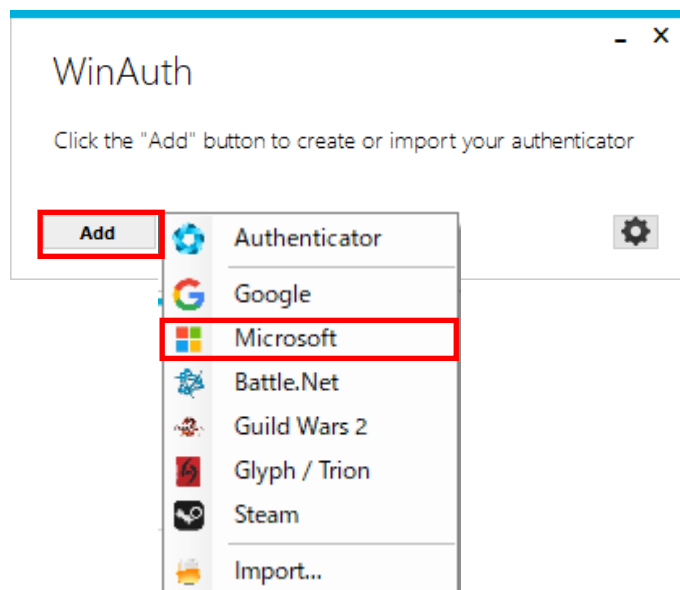 WinAuth
Click the "Add" button to create or import your authenticator
Add
Authenticator
Google
Microsoft
Battle.Net
Guild Wars 2
Glyph / Trion
Steam
Import...